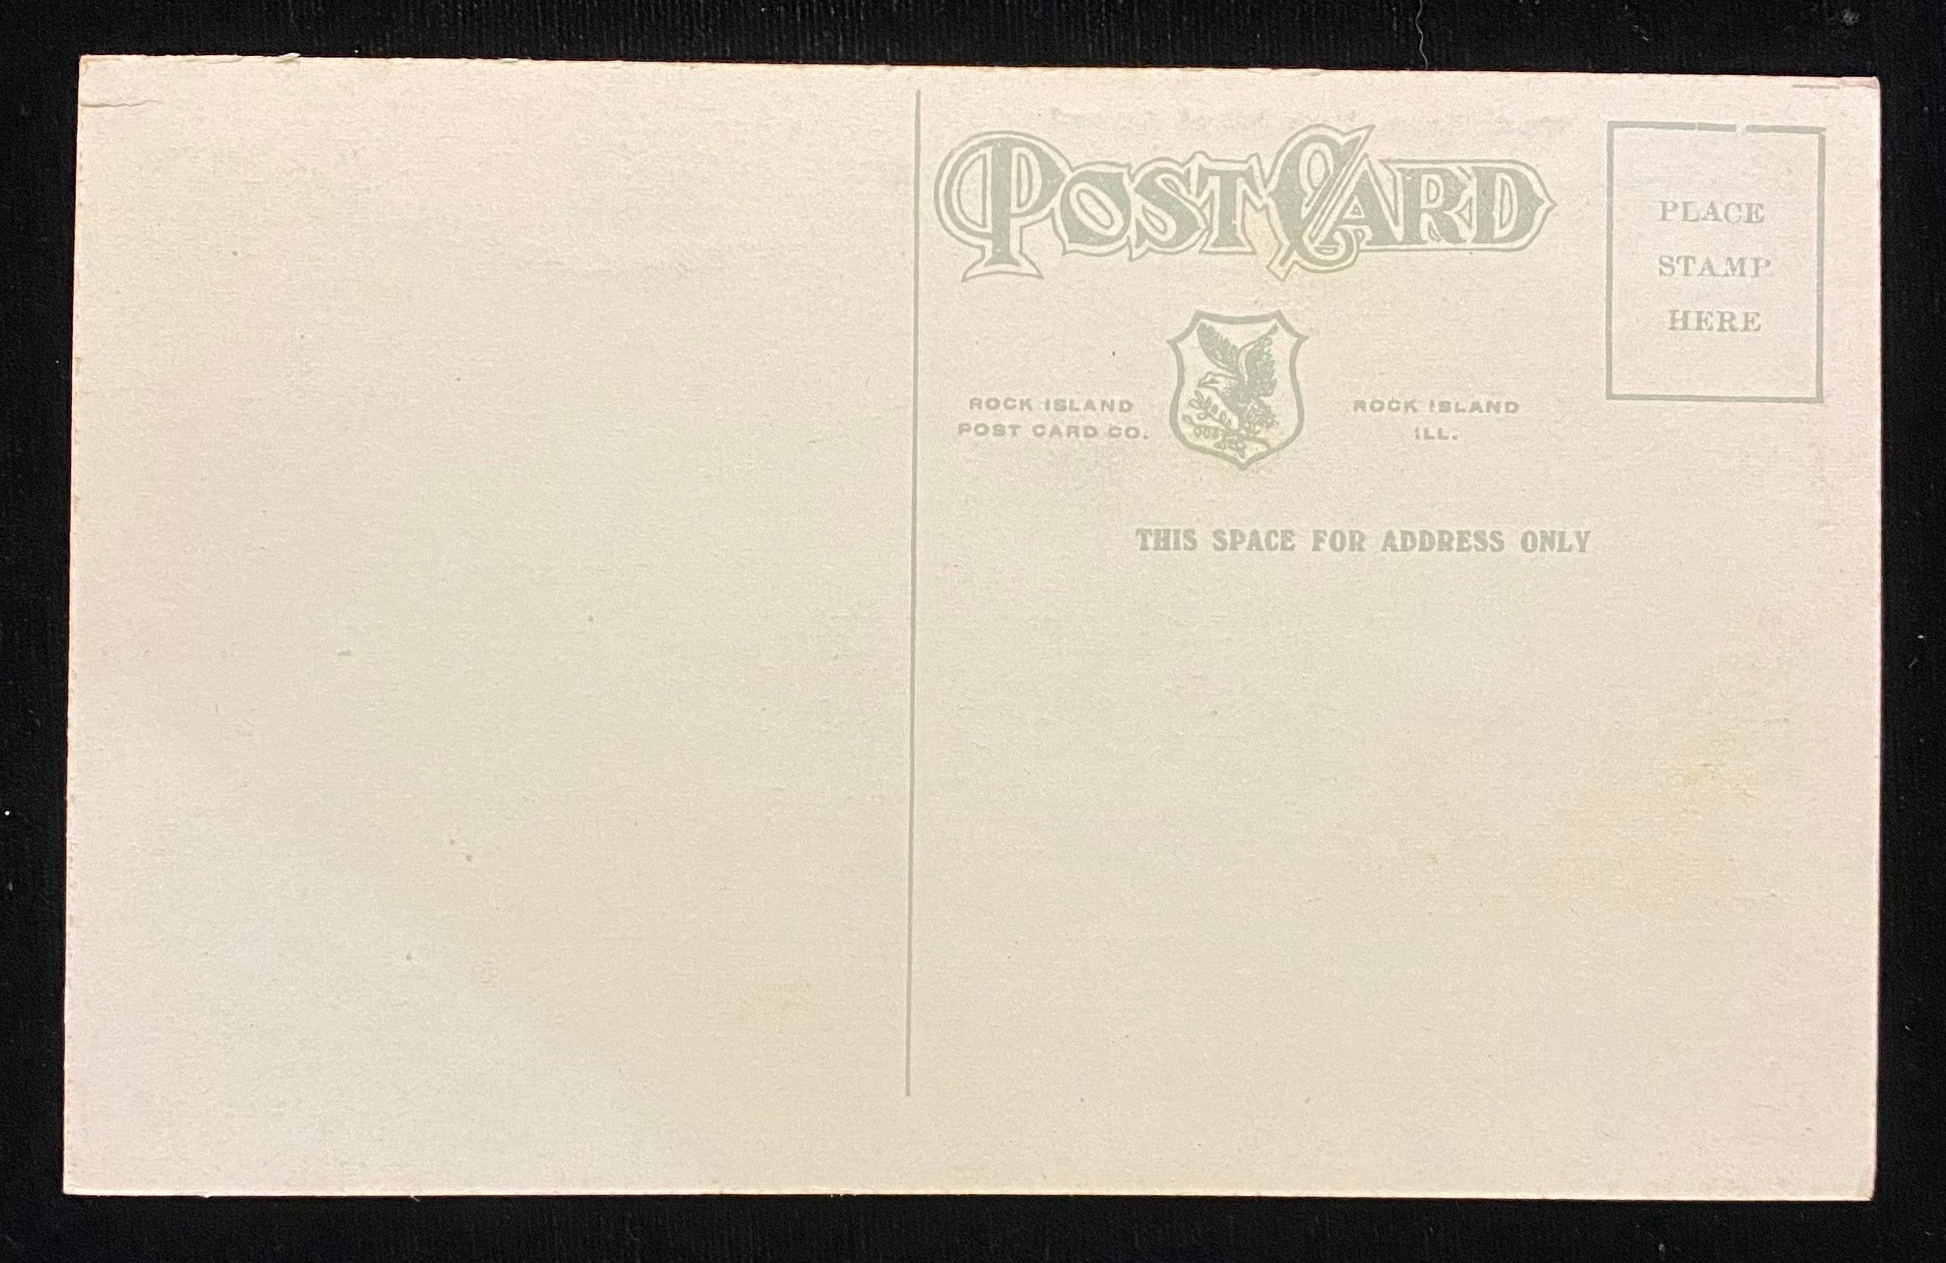 POST CARD
PLACE
STAMP
HERE
ROCK ISLAND
POST CARD CO.
ROCK ISLAND
ILL.
THIS SPACE FOR ADDRESS ONLY